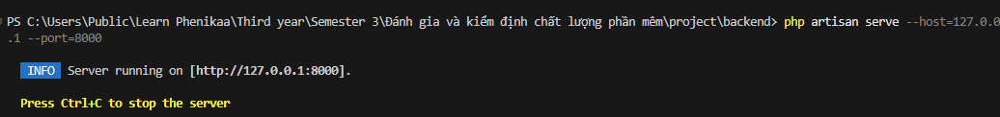 PS C:\Users\Public\Learn Phenikaa\Third year\Semester 3\Đánh gia và kiểm định chất lượng phần mêm\project\backend> php artisan serve --host=127.0.0
.1 --port=8000
INFO Server running on [http://127.0.0.1:8000].
Press Ctrl+C to stop the server